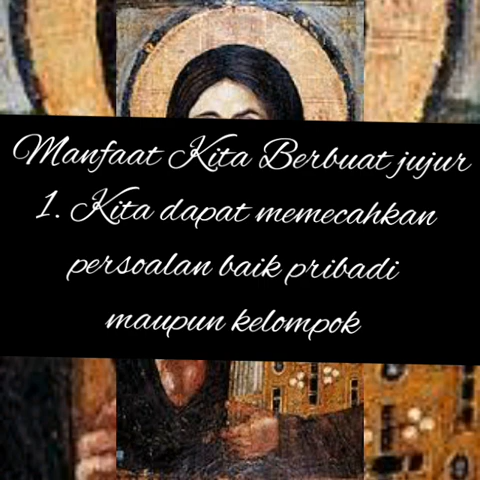 Manfaat Kita Berbuat jujur
1. Kita dapat memecahkan
persoalan baik pribadi
maupun kelompok